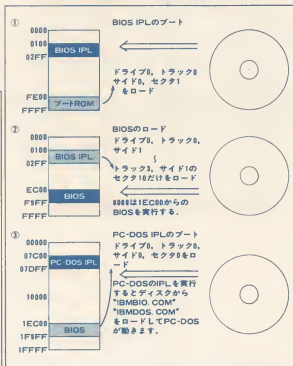 ① BIOS IPLのブート
0000
0100
BIOS IPL
02FF
ドライブ0, トラック0
サイド0, セクタ1
をロード
FE00
ブートROM
FFFF
② BIOSのロード
0000
0100
BIOS IPL
02FF
ドライブ0, トラック0,
サイド1
～
トラック3, サイド1の
セクタ10だけをロード
EC00
BIOS
F9FF
FFFF
8088は1EC00からの
BIOSを実行する.
③ PC-DOS IPLのブート
00000
07C00
PC-DOS IPL
07DFF
ドライブ0, トラック0,
サイド0, セクタ0をロ
ード
PC-DOSのIPLを実行
するとディスクから
"IBMBIO. COM"
"IBMDOS. COM"
をロードしてPC-DOS
が動きます.
10000
1EC00
BIOS
1F9FF
1FFFF